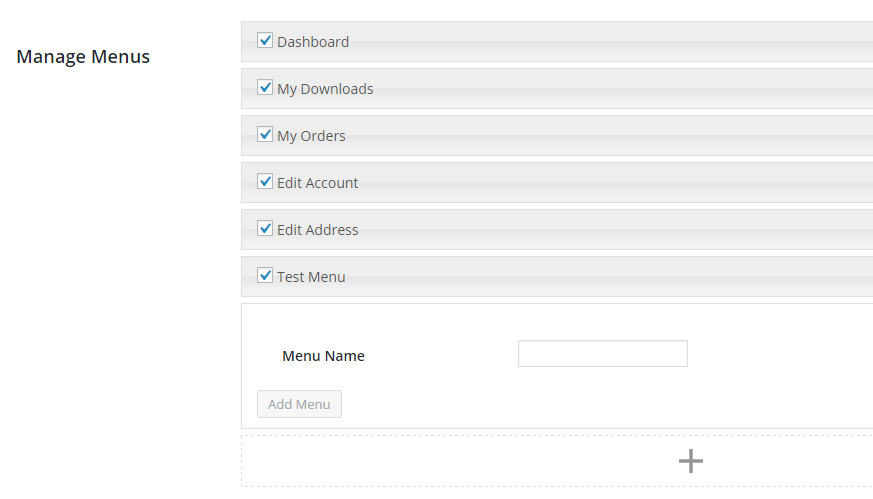 Manage Menus
Dashboard
My Downloads
My Orders
Edit Account
Edit Address
Test Menu
Menu Name
Add Menu